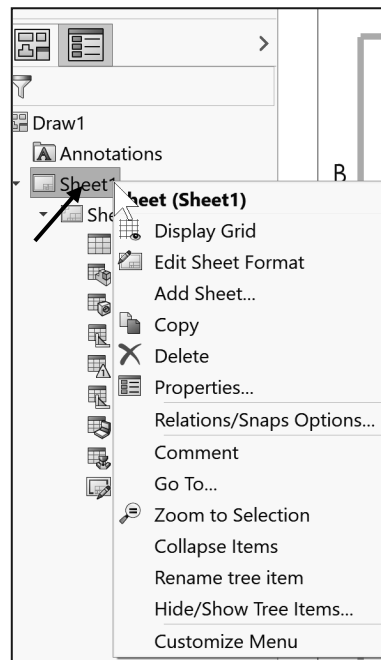 Draw1
Annotations
B
Sheet1
Sheet (Sheet1)
She
Display Grid
Edit Sheet Format
Add Sheet...
Copy
Delete
Properties...
Relations/Snaps Options...
Comment
Go To...
Zoom to Selection
Collapse Items
Rename tree item
Hide/Show Tree Items...
Customize Menu